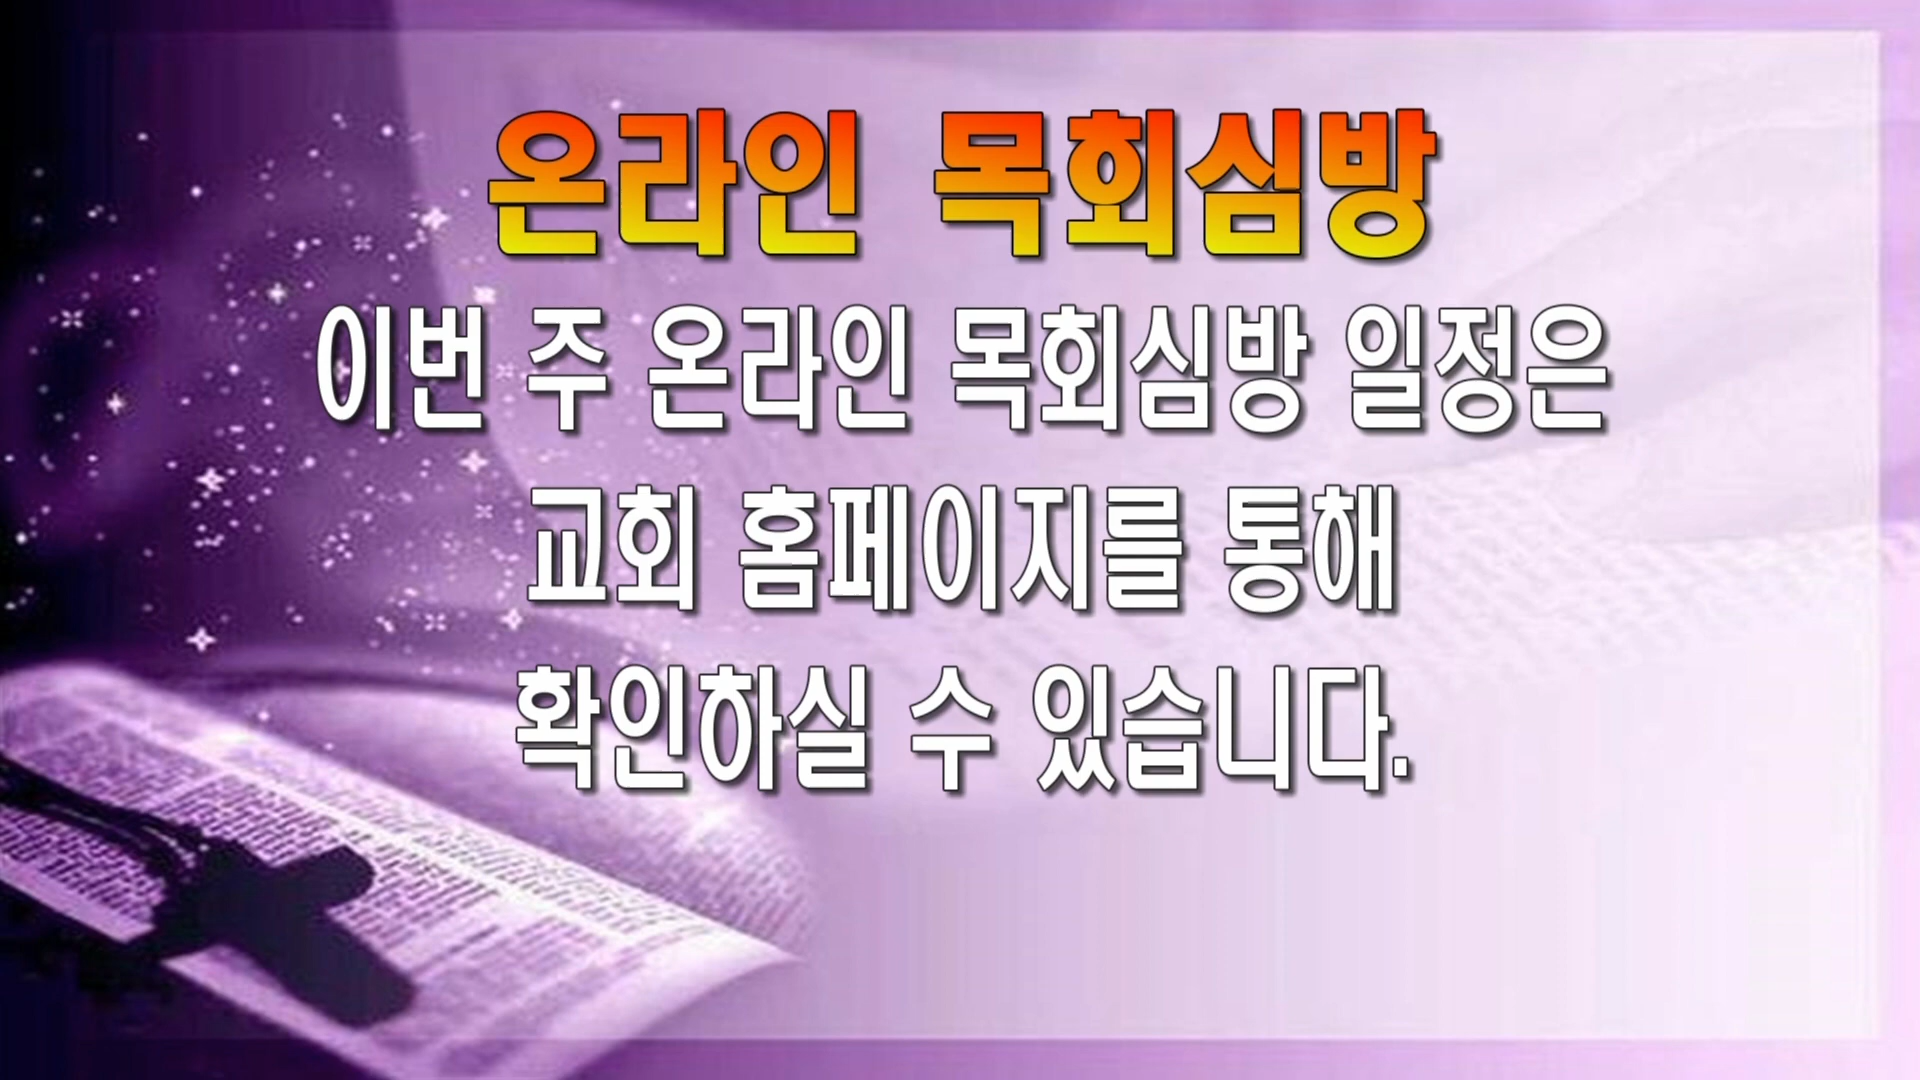 온라인 목회심방
이번 주 온라인 목회심방 일정은
교회 홈페이지를 통해
확인하실 수 있습니다.